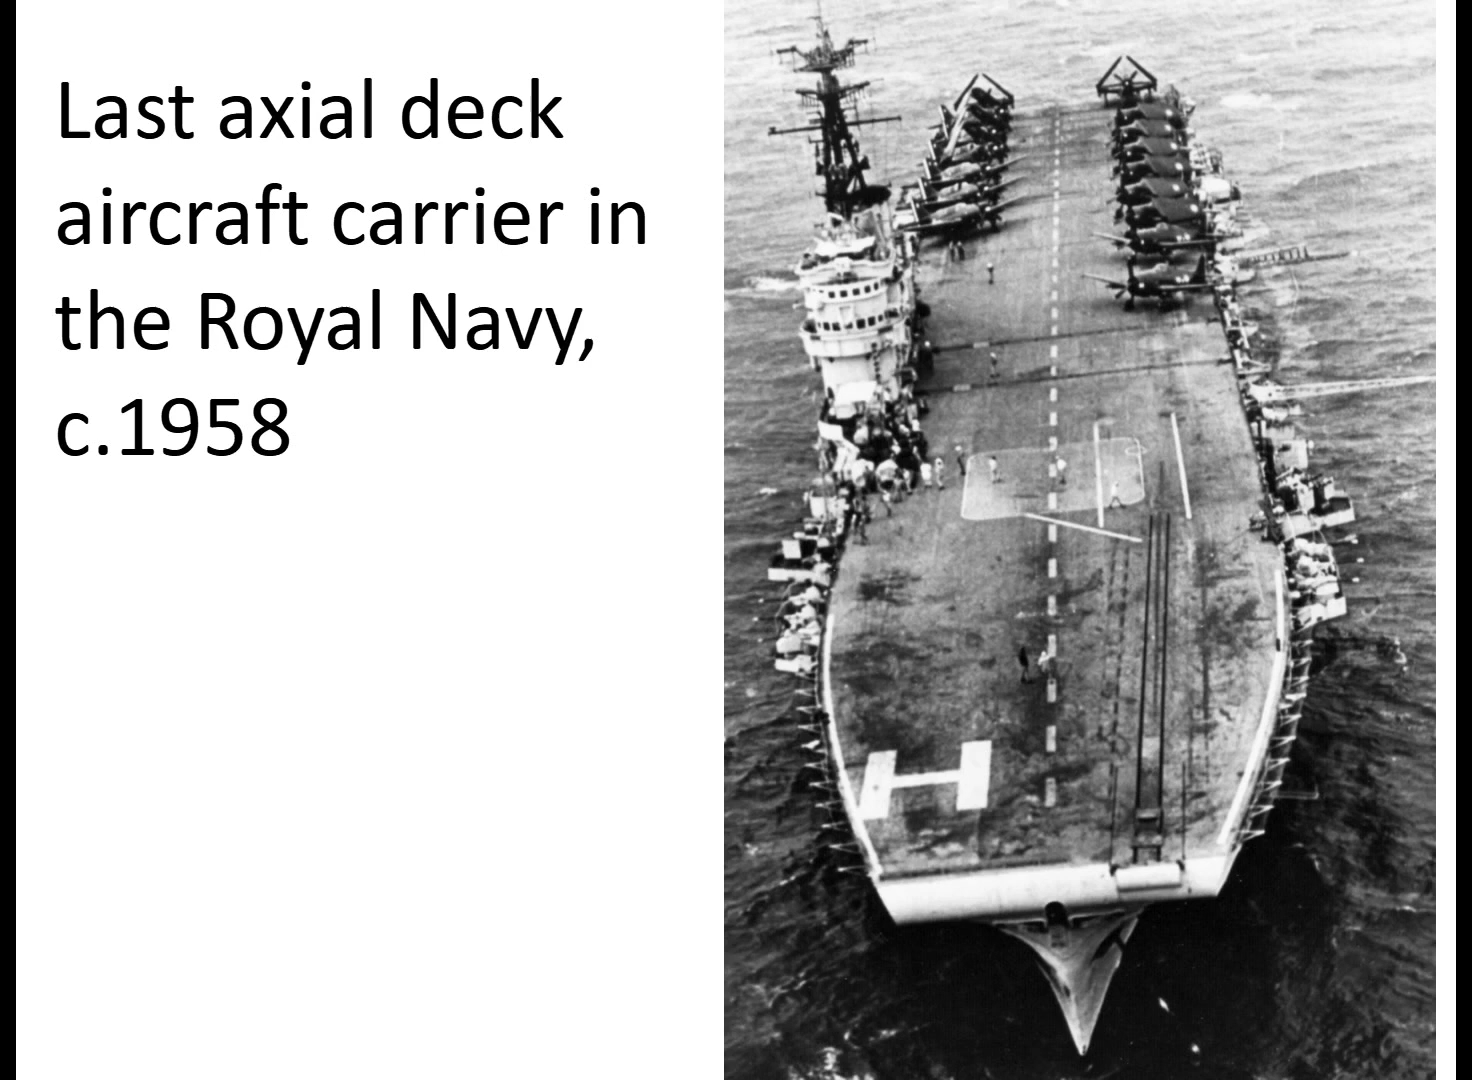 Last axial deck
aircraft carrier in
the Royal Navy,
c.1958
H